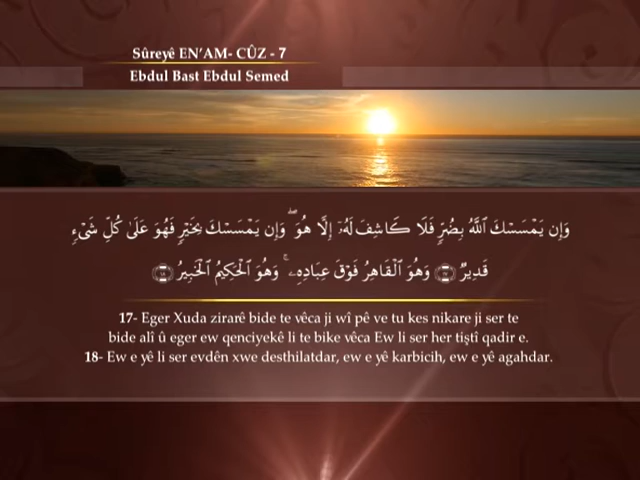 Sûreyê EN’AM- CÛZ - 7
Ebdul Bast Ebdul Semed
وَإِن يَمْسَسْكَ ٱللَّهُ بِضُرٍّ فَلَا كَاشِفَ لَهُۥٓ إِلَّا هُوَ ۖ وَإِن يَمْسَسْكَ بِخَيْرٍ فَهُوَ عَلَىٰ كُلِّ شَىْءٍ
قَدِيرٌ ﴿١٧﴾ وَهُوَ ٱلْقَاهِرُ فَوْقَ عِبَادِهِۦ ۚ وَهُوَ ٱلْحَكِيمُ ٱلْخَبِيرُ ﴿١٨﴾
17- Eger Xuda zirarê bide te vêca ji wî pê ve tu kes nikare ji ser te
bide alî û eger ew qenciyekê li te bike vêca Ew li ser her tiştî qadir e.
18- Ew e yê li ser evdên xwe desthilatdar, ew e yê karbicih, ew e yê agahdar.